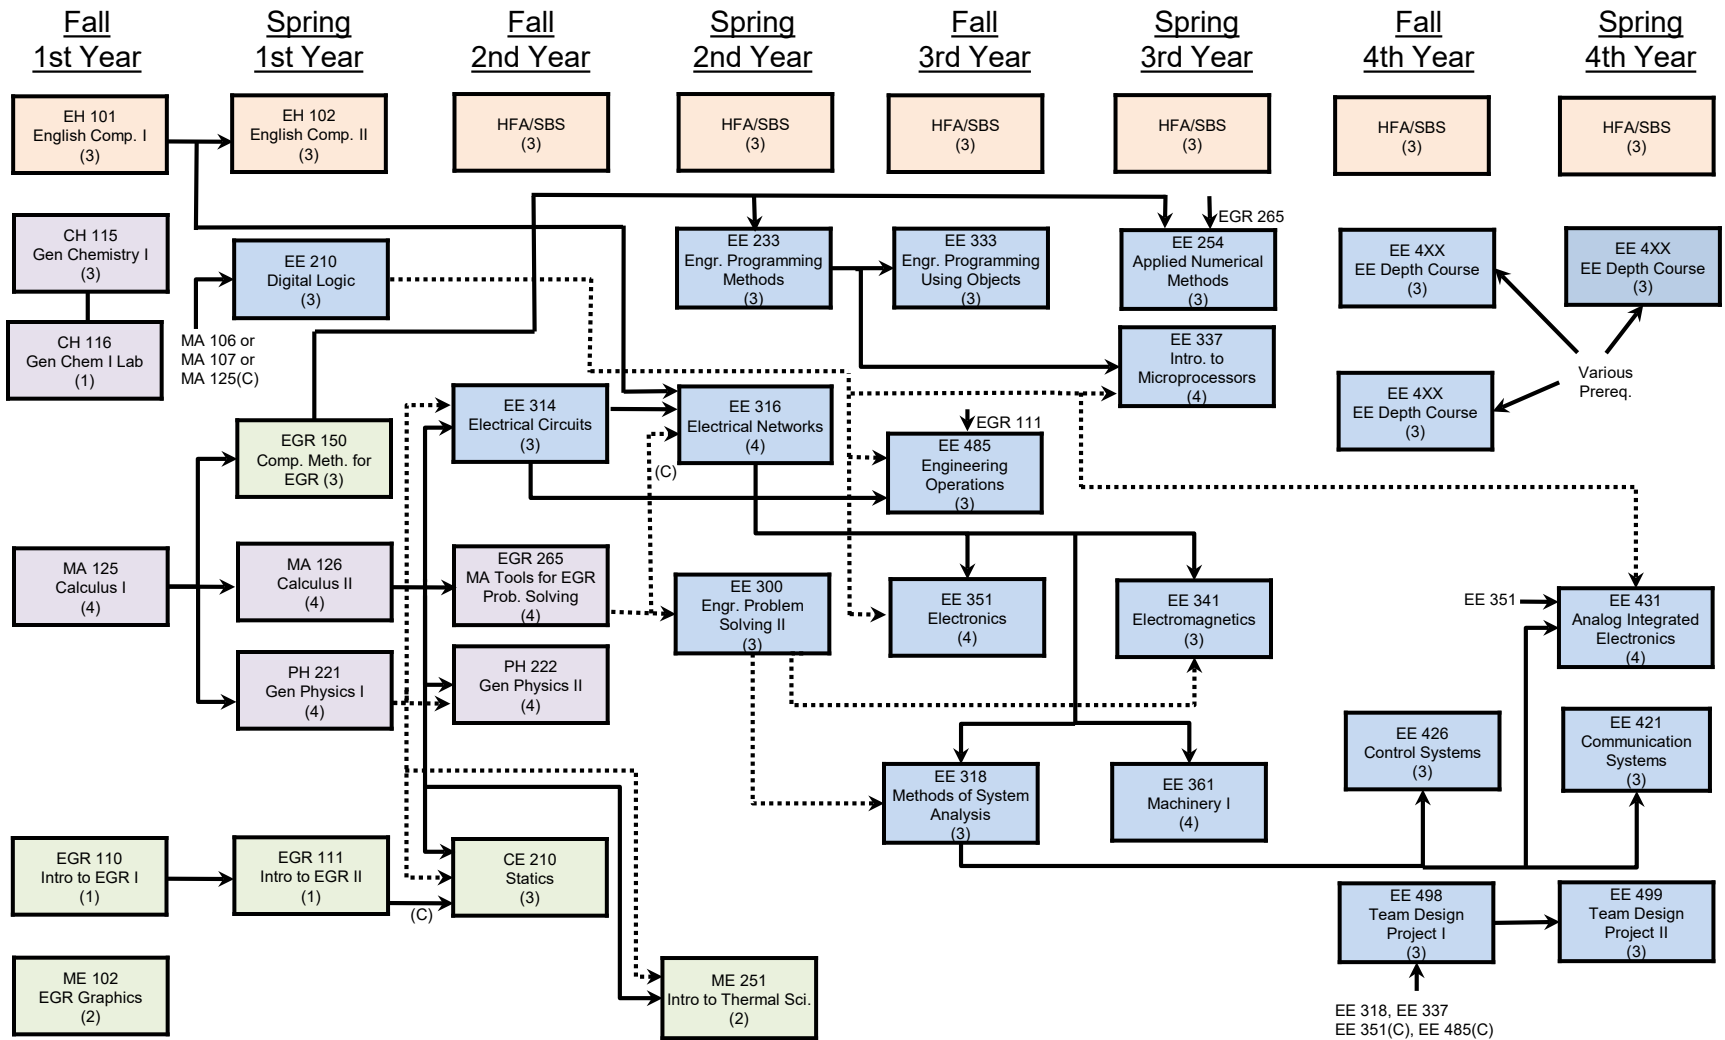 Fall
1st Year
Spring
1st Year
Fall
2nd Year
Spring
2nd Year
Fall
3rd Year
Spring
3rd Year
Fall
4th Year
Spring
4th Year
EH 101
English Comp. I
(3)
EH 102
English Comp. II
(3)
HFA/SBS
(3)
HFA/SBS
(3)
HFA/SBS
(3)
HFA/SBS
(3)
HFA/SBS
(3)
HFA/SBS
(3)
CH 115
Gen Chemistry I
(3)
EE 210
Digital Logic
(3)
EE 233
Engr. Programming
Methods
(3)
EE 333
Engr. Programming
Using Objects
(3)
EGR 265
EE 254
Applied Numerical
Methods
(3)
EE 4XX
EE Depth Course
(3)
EE 4XX
EE Depth Course
(3)
CH 116
Gen Chem I Lab
(1)
MA 106 or
MA 107 or
MA 125(C)
EE 337
Intro. to
Microprocessors
(4)
Various
Prereq.
EE 4XX
EE Depth Course
(3)
EGR 150
Comp. Meth. for
EGR (3)
EE 314
Electrical Circuits
(3)
EE 316
Electrical Networks
(4)
(C)
EGR 111
EE 485
Engineering
Operations
(3)
MA 125
Calculus I
(4)
MA 126
Calculus II
(4)
EGR 265
MA Tools for EGR
Prob. Solving
(4)
EE 300
Engr. Problem
Solving II
(3)
EE 351
Electronics
(4)
EE 341
Electromagnetics
(3)
EE 351
EE 431
Analog Integrated
Electronics
(4)
PH 221
Gen Physics I
(4)
PH 222
Gen Physics II
(4)
EE 318
Methods of System
Analysis
(3)
EE 361
Machinery I
(4)
EE 426
Control Systems
(3)
EE 421
Communication
Systems
(3)
EGR 110
Intro to EGR I
(1)
EGR 111
Intro to EGR II
(1)
(C)
CE 210
Statics
(3)
EE 498
Team Design
Project I
(3)
EE 499
Team Design
Project II
(3)
ME 102
EGR Graphics
(2)
ME 251
Intro to Thermal Sci.
(2)
EE 318, EE 337
EE 351(C), EE 485(C)